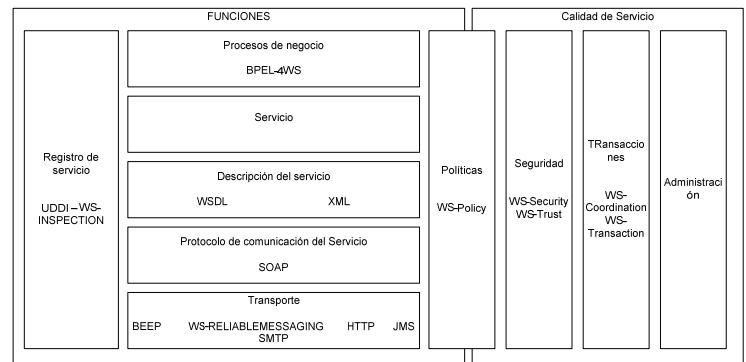 FUNCIONES
Calidad de Servicio
Registro de
servicio
UDDI – WS-
INSPECTION
Procesos de negocio
BPEL-4WS
Servicio
Descripción del servicio
WSDL XML
Protocolo de comunicación del Servicio
SOAP
Transporte
BEEP WS-RELIABLEMESSAGING HTTP JMS
SMTP
Políticas
WS-Policy
Seguridad
WS-Security
WS-Trust
TRansaccio
nes
WS-
Coordination
WS-
Transaction
Administraci
ón